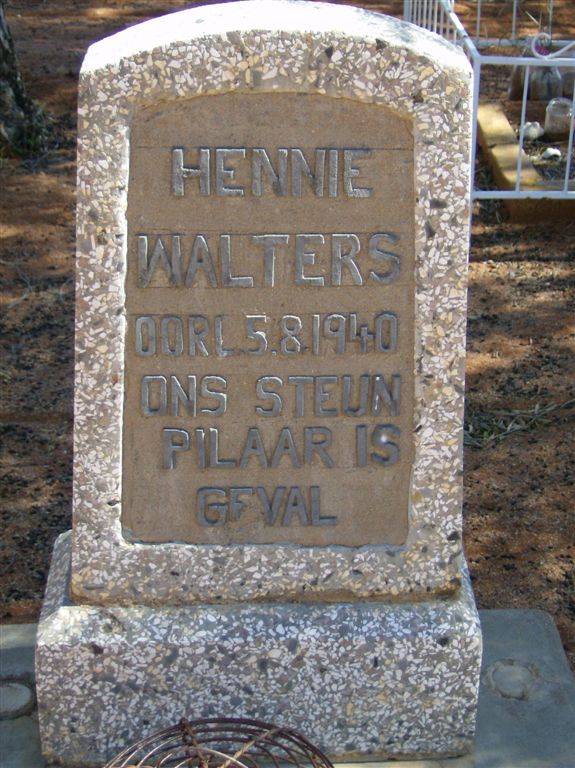 HENNIE
WALTERS
OORL. 5.8.1940
ONS STEUN
PILAAR IS
GEVAL